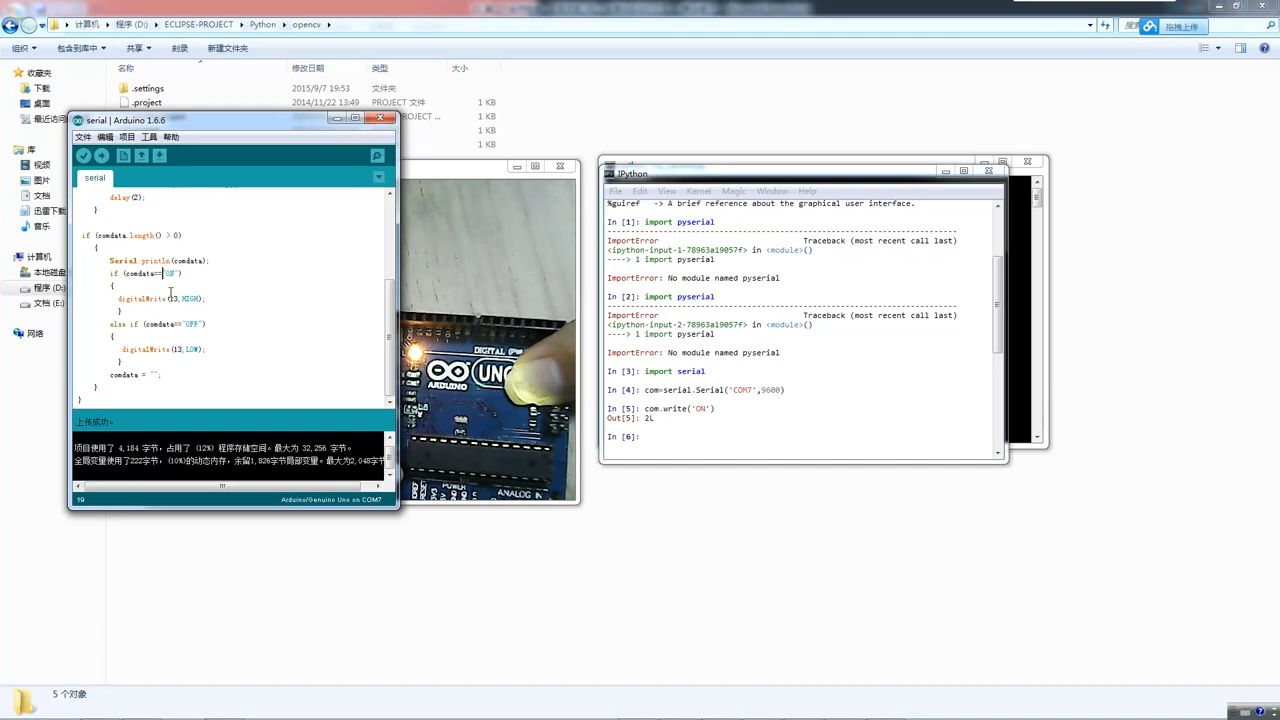 计算机 ▸ 程序 (D:) ▸ ECLIPSE-PROJECT ▸ Python ▸ opencv ▸
拖拽上传
组织 包含到库中 共享 刻录 新建文件夹
名称 修改日期 类型 大小
收藏夹
下载
桌面
最近访问
库
视频
图片
文档
迅雷下载
音乐
计算机
本地磁盘
程序 (D:)
文档 (E:)
网络
.settings 2015/9/7 19:53 文件夹
.project 2014/11/22 13:49 PROJECT 文件 1 KB
PROJECT ... 1 KB
1 KB
1 KB
serial | Arduino 1.6.6
文件 编辑 项目 工具 帮助
serial
delay(2);
}
if (comdata.length() > 0)
{
Serial.println(comdata);
if (comdata=="ON")
{
digitalWrite(13,HIGH);
}
else if (comdata=="OFF")
{
digitalWrite(13,LOW);
}
comdata = "";
}
}
上传成功。
项目使用了 4,184 字节，占用了 (12%) 程序存储空间。最大为 32,256 字节。
全局变量使用了222字节，(10%)的动态内存，余留1,826字节局部变量。最大为2,048字节
19 Arduino/Genuino Uno on COM7
DIGITAL (PW
UNO
ARDUINO
POWER
ANALOG IN
IPython
File Edit View Kernel Magic Window Help
%guiref -> A brief reference about the graphical user interface.
In [1]: import pyserial
---------------------------------------------------------------------------
ImportError Traceback (most recent call last)
<ipython-input-1-78963a19057f> in <module>()
----> 1 import pyserial
ImportError: No module named pyserial
In [2]: import pyserial
---------------------------------------------------------------------------
ImportError Traceback (most recent call last)
<ipython-input-2-78963a19057f> in <module>()
----> 1 import pyserial
ImportError: No module named pyserial
In [3]: import serial
In [4]: com=serial.Serial('COM7',9600)
In [5]: com.write('ON')
Out[5]: 2L
In [6]:
5 个对象